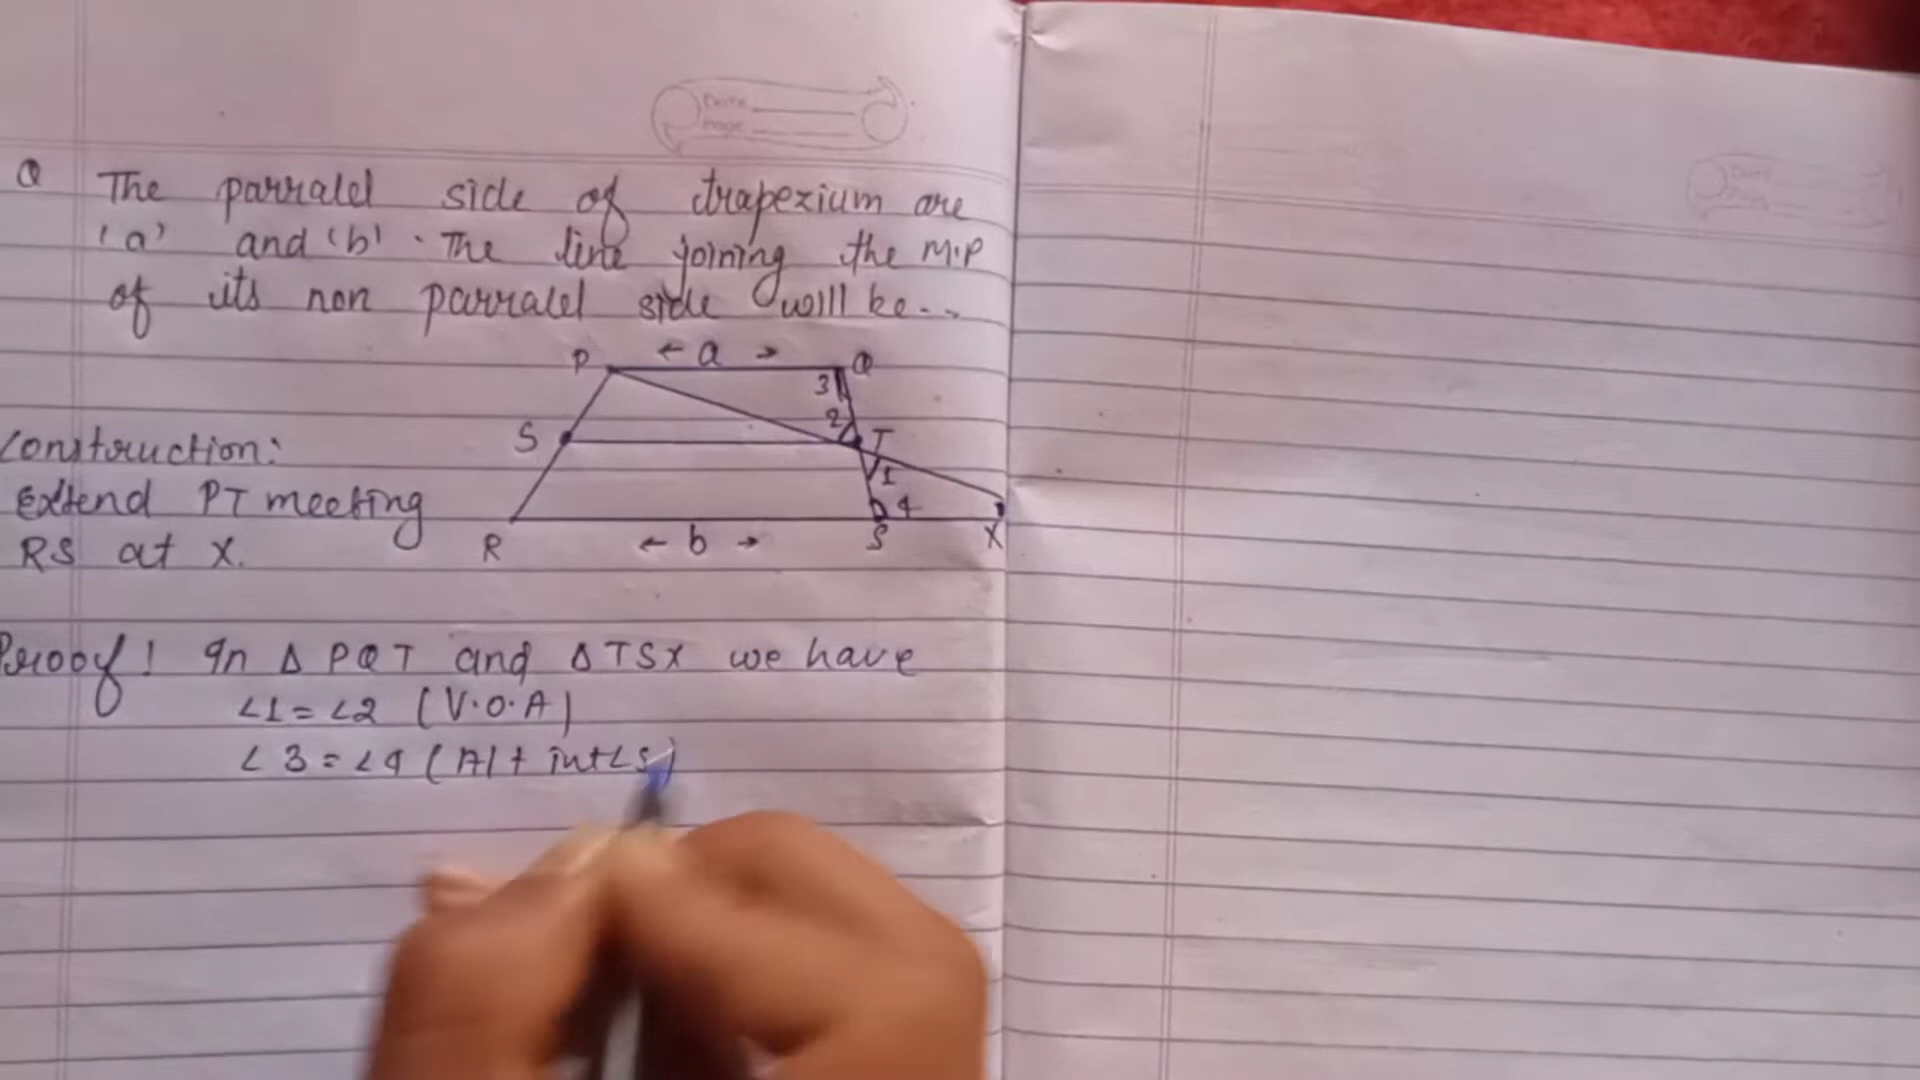 Date
Page
Q The parralel side of trapezium are
'a' and 'b'. The line joining the M.P
of its non parralel side will be...
P ← a → Q
3
2
S T
1
4
R ← b → S X
Construction:
Extend PT meeting
RS at X.
Proof! In Δ PQT and Δ TSX we have
∠1 = ∠2 (V.O.A)
∠3 = ∠4 (Alt int∠s)